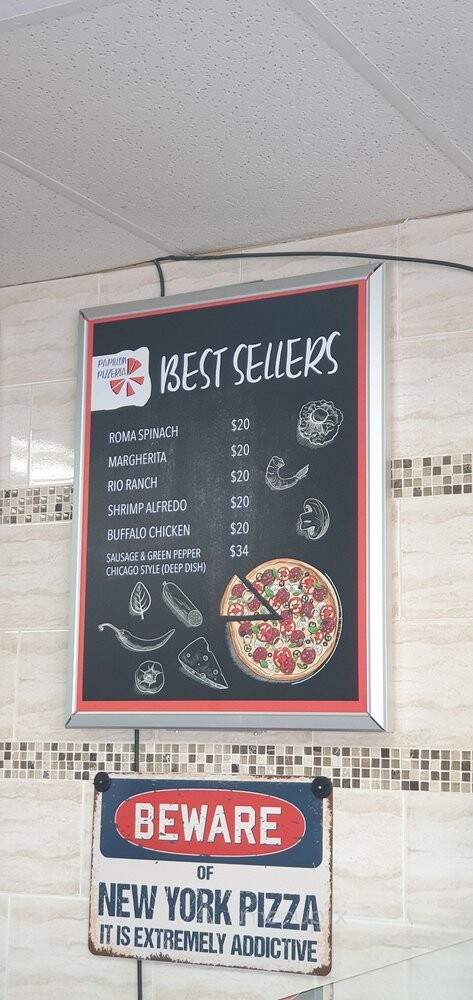 PAPILLON
PIZZERIA
BEST SELLERS
ROMA SPINACH $20
MARGHERITA $20
RIO RANCH $20
SHRIMP ALFREDO $20
BUFFALO CHICKEN $20
SAUSAGE & GREEN PEPPER $34
CHICAGO STYLE (DEEP DISH)
BEWARE
OF
NEW YORK PIZZA
IT IS EXTREMELY ADDICTIVE